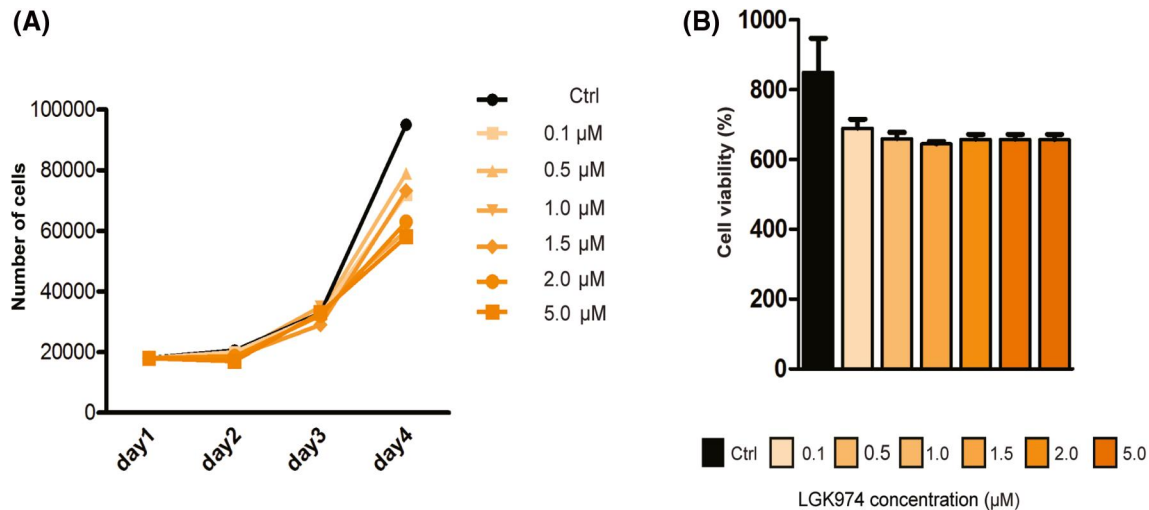 (A)
Number of cells
100000
80000
60000
40000
20000
0
day1
day2
day3
day4
Ctrl
0.1 µM
0.5 µM
1.0 µM
1.5 µM
2.0 µM
5.0 µM
(B)
Cell viability (%)
1000
800
600
400
200
0
Ctrl 0.1 0.5 1.0 1.5 2.0 5.0
LGK974 concentration (µM)